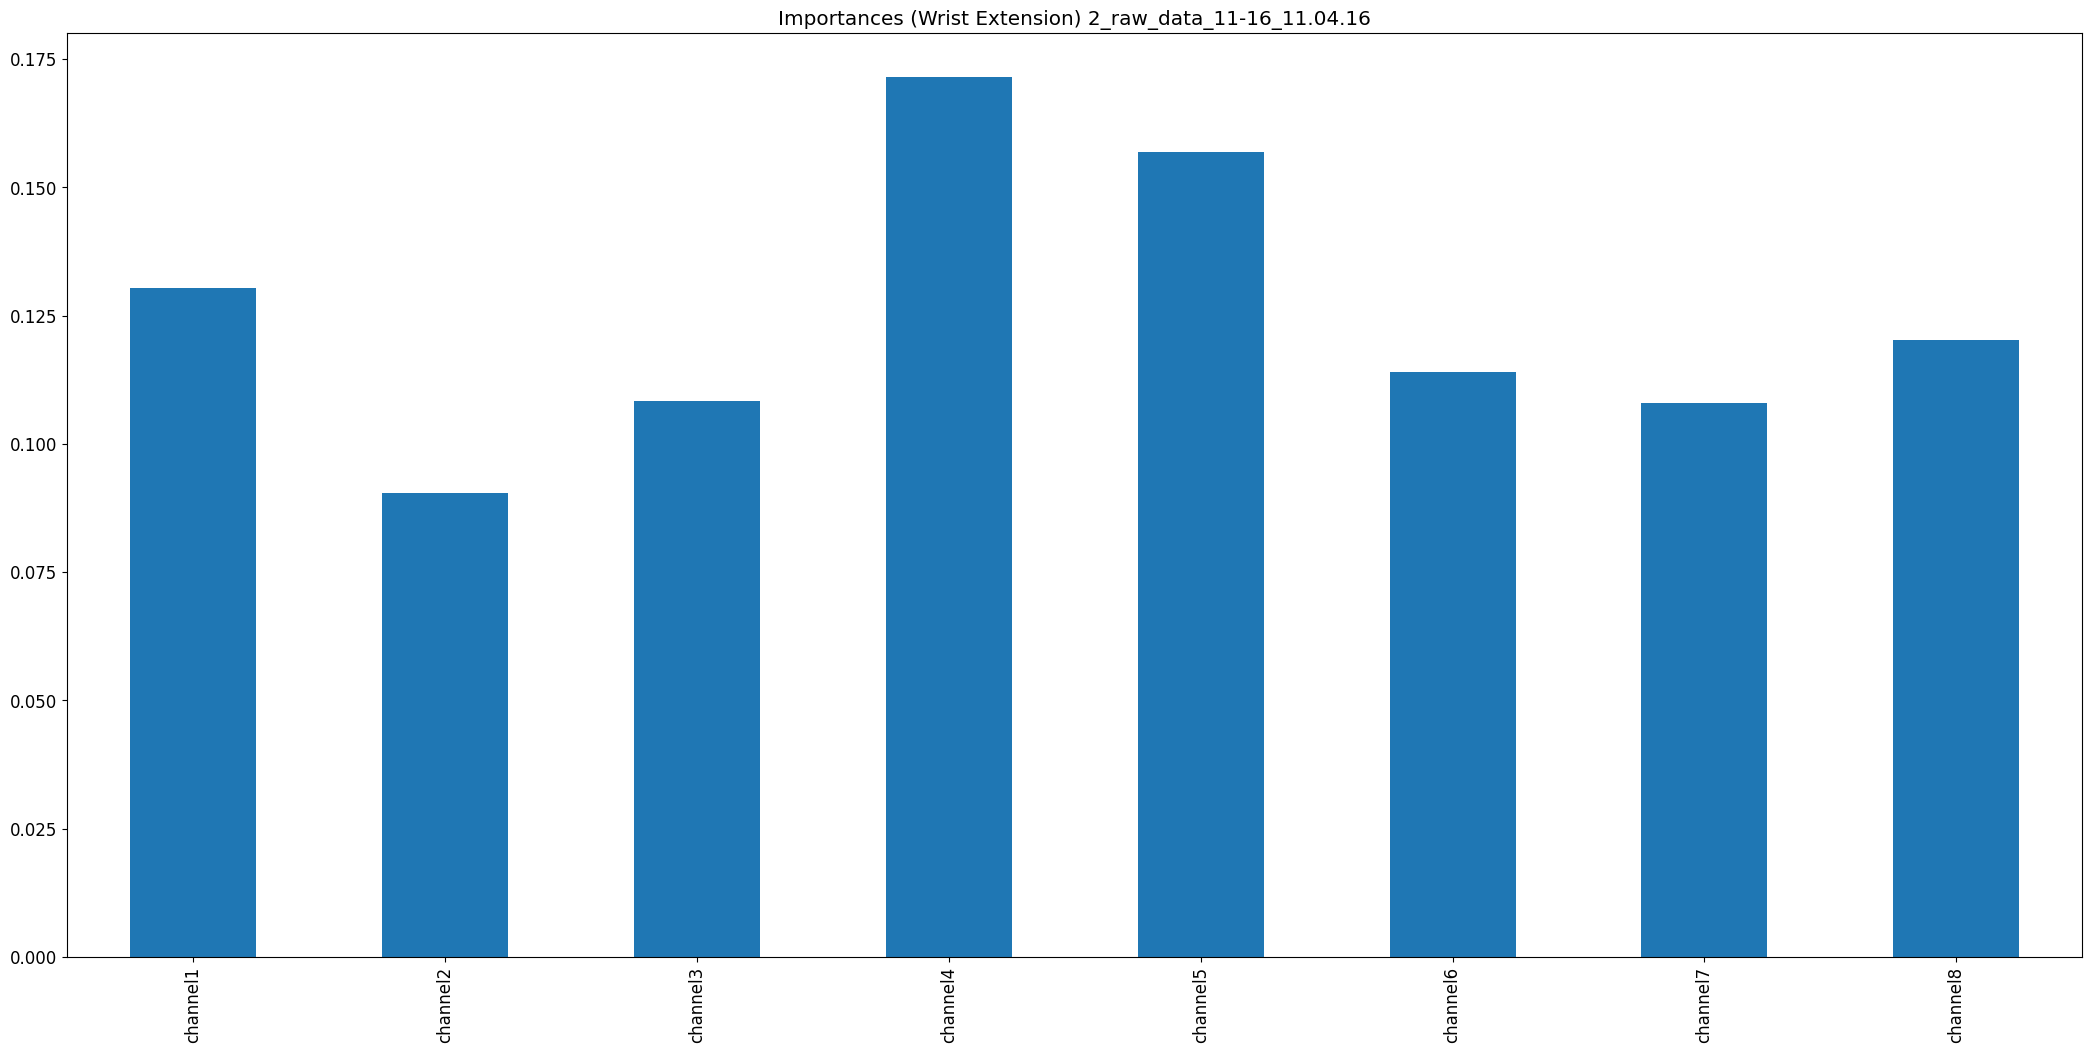 Importances (Wrist Extension) 2_raw_data_11-16_11.04.16
0.175
0.150
0.125
0.100
0.075
0.050
0.025
0.000
channel1
channel2
channel3
channel4
channel5
channel6
channel7
channel8